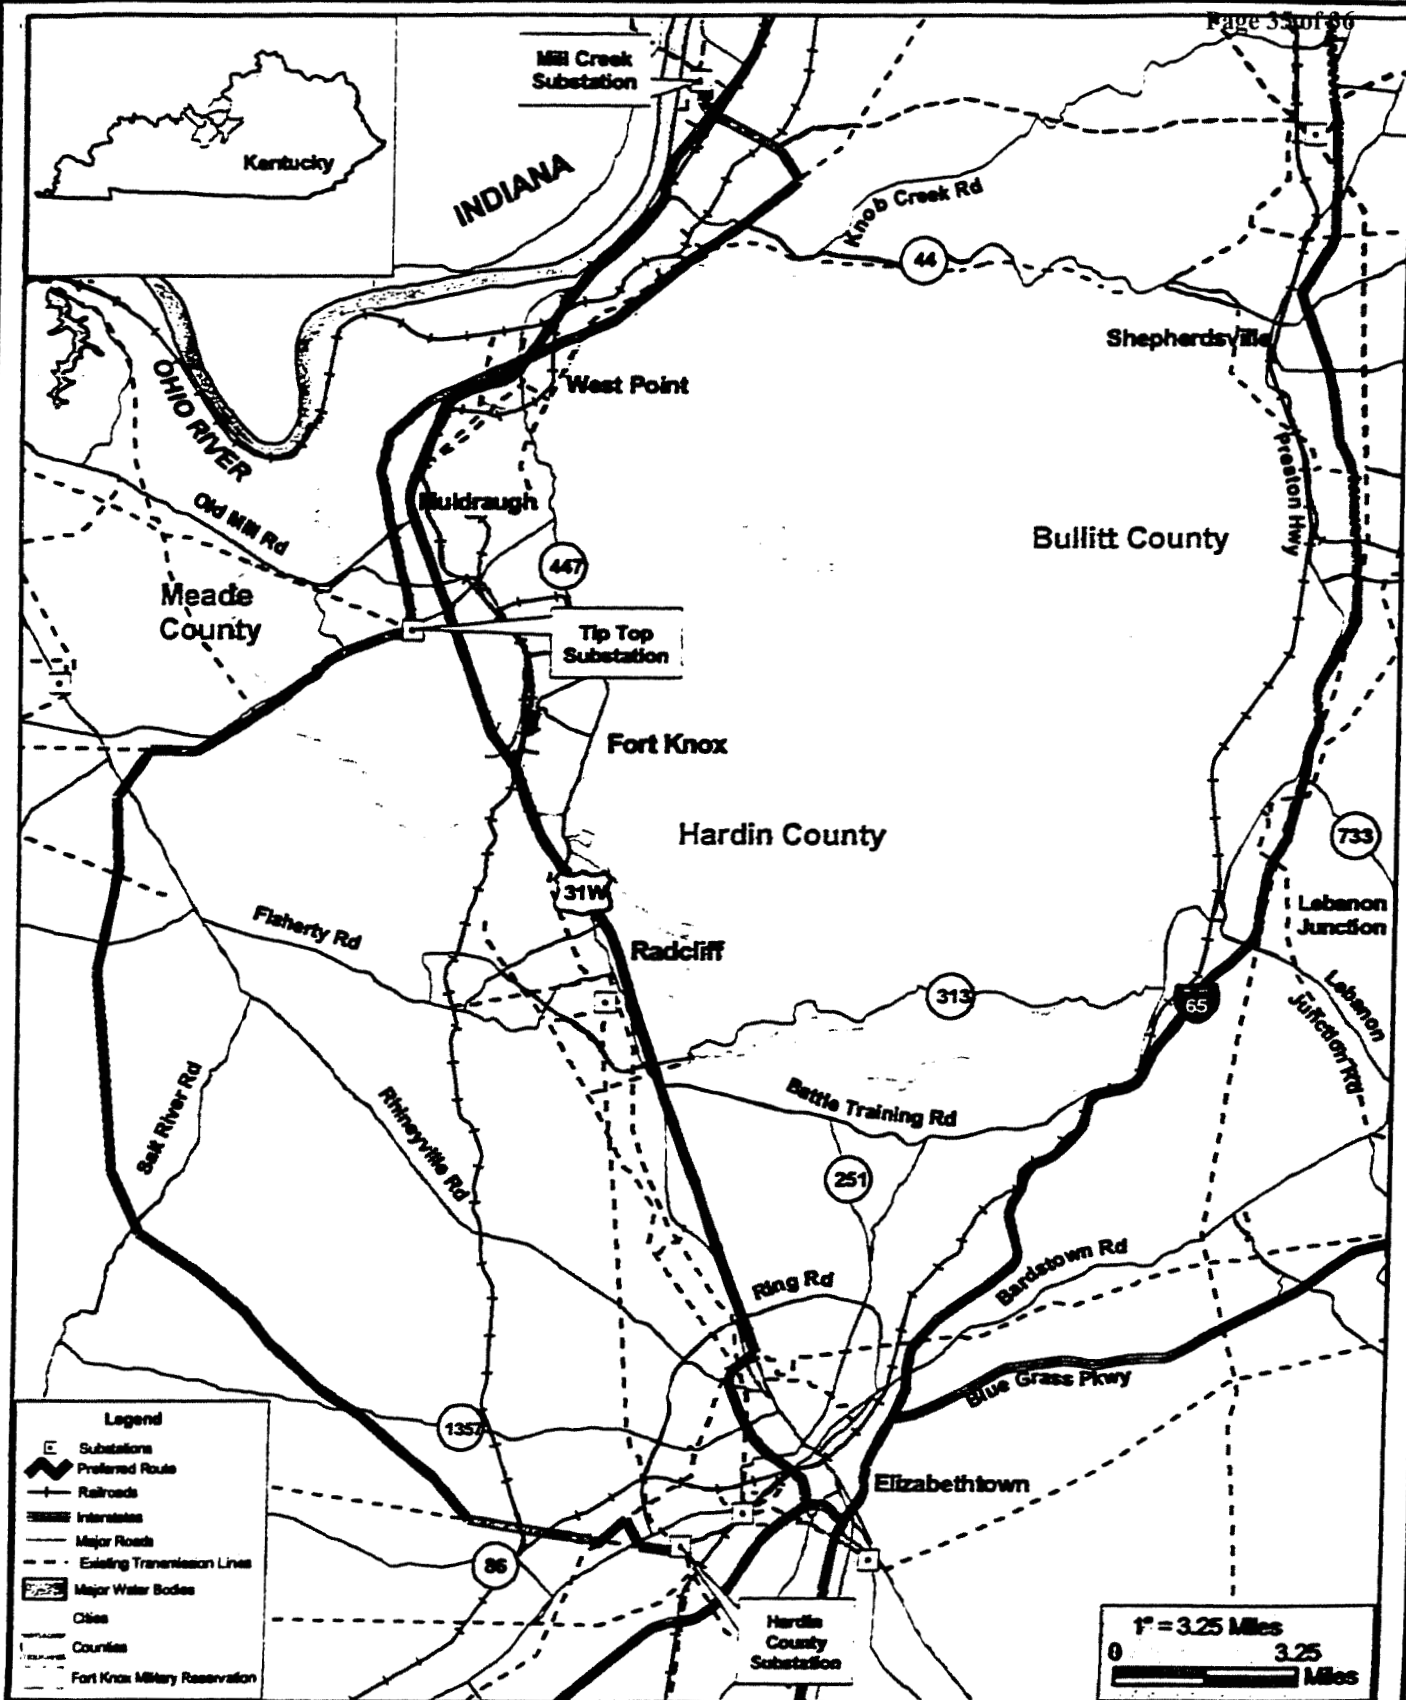 Page 35 of 86
Mill Creek
Substation
Kentucky
INDIANA
Knob Creek Rd
44
Shepherdsville
OHIO RIVER
West Point
Preston Hwy
Old Mill Rd
Muldraugh
Bullitt County
447
Meade
County
Tip Top
Substation
Fort Knox
Hardin County
733
31W
Lebanon
Junction
Flaherty Rd
Radcliff
313
65
Lebanon
Junction Rd
Salt River Rd
Rhineyville Rd
Battle Training Rd
251
Ring Rd
Bardstown Rd
Blue Grass Pkwy
1357
Elizabethtown
86
Hardin
County
Substation
Legend
Substations
Preferred Route
Railroads
Interstates
Major Roads
Existing Transmission Lines
Major Water Bodies
Cities
Counties
Fort Knox Military Reservation
1" = 3.25 Miles
0 3.25
Miles